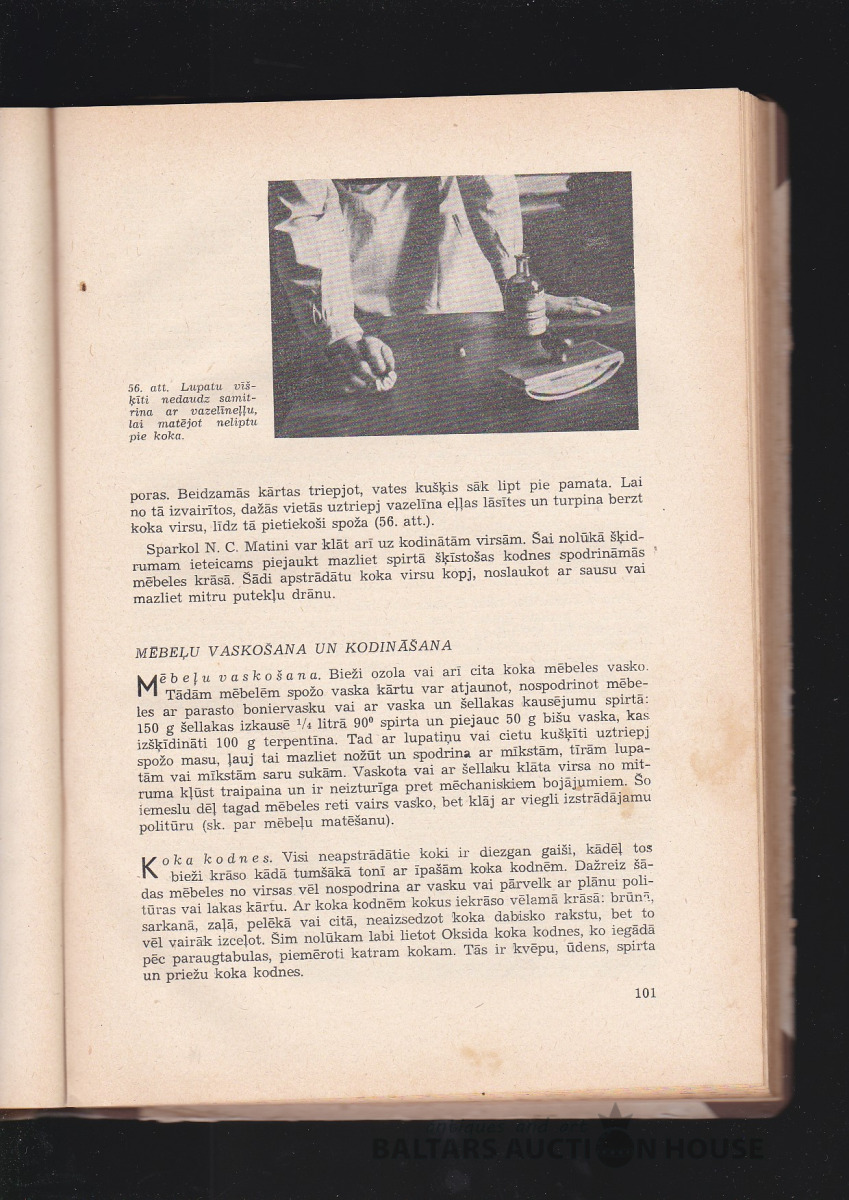 56. att. Lupatu vīš-
ķīti nedaudz samit-
rina ar vazelīneļļu,
lai matējot neliptu
pie koka.
poras. Beidzamās kārtas triepjot, vates kušķis sāk lipt pie pamata. Lai
no tā izvairītos, dažās vietās uztriepj vazelīna eļļas lāsītes un turpina berzt
koka virsu, līdz tā pietiekoši spoža (56. att.).
Sparkol N. C. Matini var klāt arī uz kodinātām virsām. Šai nolūkā šķid-
rumam ieteicams piejaukt mazliet spirtā šķīstošas kodnes spodrināmās
mēbeles krāsā. Šādi apstrādātu koka virsu kopj, noslaukot ar sausu vai
mazliet mitru putekļu drānu.
MĒBEĻU VASKOŠANA UN KODINĀŠANA
Mēbeļu vaskošana. Bieži ozola vai arī cita koka mēbeles vasko.
Tādām mēbelēm spožo vaska kārtu var atjaunot, nospodrinot mēbe-
les ar parasto boniervasku vai ar vaska un šellakas kausējumu spirtā:
150 g šellakas izkausē 1/4 litrā 90⁰ spirta un piejauc 50 g bišu vaska, kas
izšķīdināti 100 g terpentīna. Tad ar lupatiņu vai cietu kušķīti uztriepj
spožo masu, ļauj tai mazliet nožūt un spodrina ar mīkstām, tīrām lupa-
tām vai mīkstām saru sukām. Vaskota vai ar šellaku klāta virsa no mit-
ruma kļūst traipaina un ir neizturīga pret mēchaniskiem bojājumiem. Šo
iemeslu dēļ tagad mēbeles reti vairs vasko, bet klāj ar viegli izstrādājamu
politūru (sk. par mēbeļu matēšanu).
Koka kodnes. Visi neapstrādātie koki ir diezgan gaiši, kādēļ tos
bieži krāso kādā tumšākā tonī ar īpašām koka kodnēm. Dažreiz šā-
das mēbeles no virsas vēl nospodrina ar vasku vai pārvelk ar plānu poli-
tūras vai lakas kārtu. Ar koka kodnēm kokus iekrāso vēlamā krāsā: brūnā,
sarkanā, zaļā, pelēkā vai citā, neaizsedzot koka dabisko rakstu, bet to
vēl vairāk izceļot. Šim nolūkam labi lietot Oksida koka kodnes, ko iegādā
pēc paraugtabulas, piemēroti katram kokam. Tās ir kvēpu, ūdens, spirta
un priežu koka kodnes.
101
antiques and art
BALTARS AUCTION HOUSE